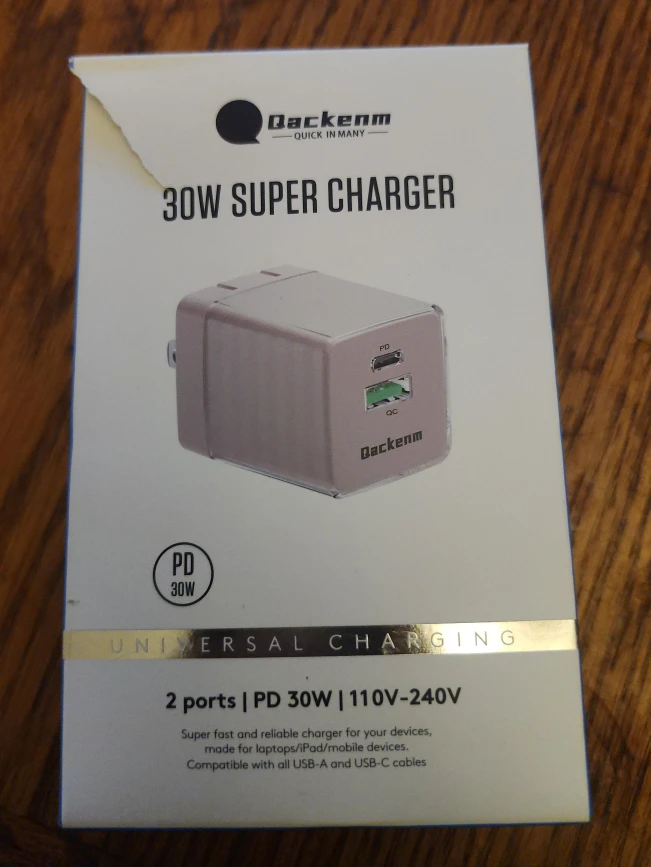 Qackenm
QUICK IN MANY
30W SUPER CHARGER
PD
QC
Qackenm
PD
30W
UNIVERSAL CHARGING
2 ports | PD 30W | 110V-240V
Super fast and reliable charger for your devices,
made for laptops/iPad/mobile devices.
Compatible with all USB-A and USB-C cables